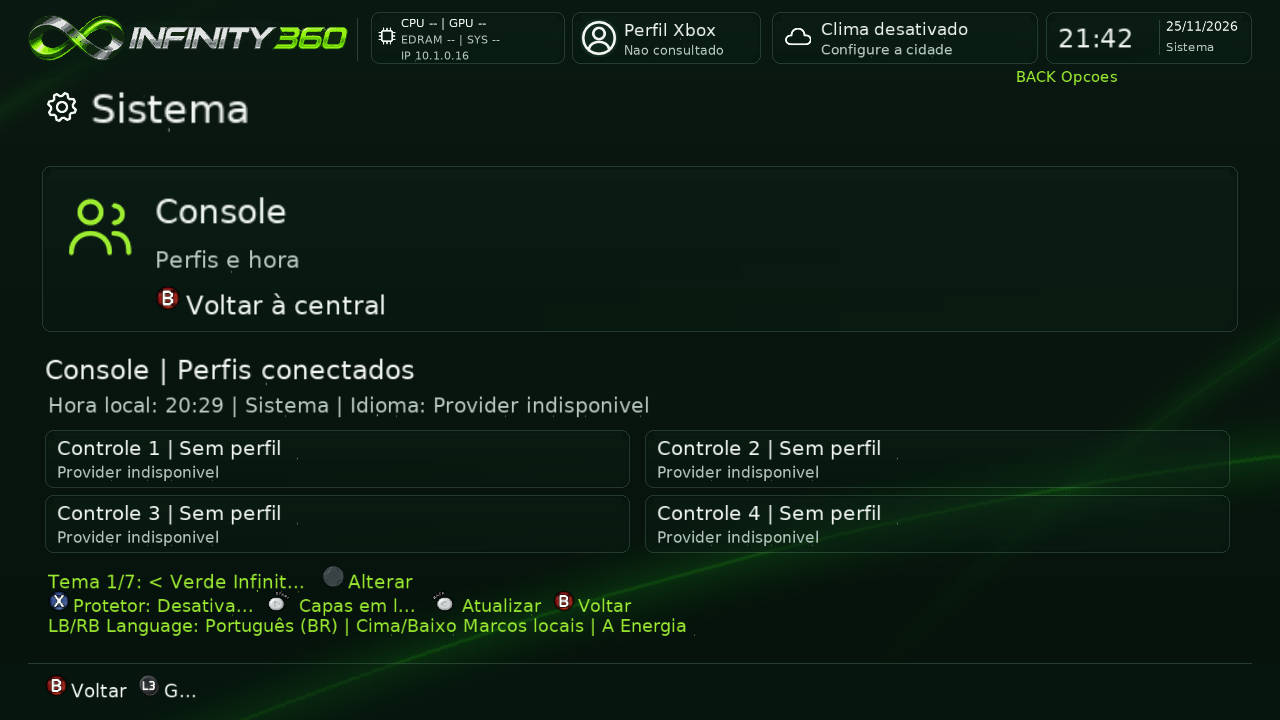 INFINITY 360
CPU -- | GPU --
EDRAM -- | SYS --
IP 10.1.0.16
Perfil Xbox
Nao consultado
Clima desativado
Configure a cidade
21:42
25/11/2026
Sistema
BACK Opcoes
Sistema
Console
Perfis e hora
B Voltar à central
Console | Perfis conectados
Hora local: 20:29 | Sistema | Idioma: Provider indisponivel
Controle 1 | Sem perfil
Provider indisponivel
Controle 2 | Sem perfil
Provider indisponivel
Controle 3 | Sem perfil
Provider indisponivel
Controle 4 | Sem perfil
Provider indisponivel
Tema 1/7: < Verde Infinit... Alterar
X Protetor: Desativa... Capas em l... Atualizar B Voltar
LB/RB Language: Português (BR) | Cima/Baixo Marcos locais | A Energia
B Voltar L3 G...